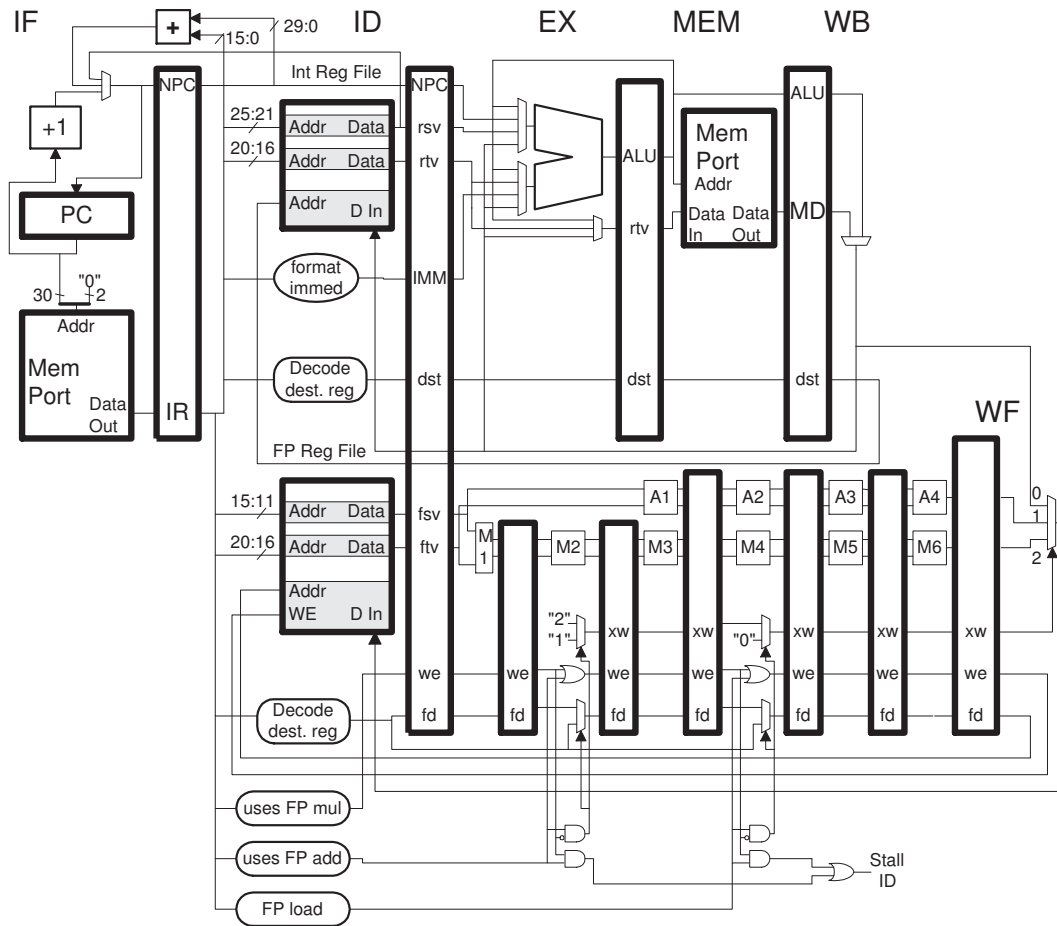 IF ID EX MEM WB
+
29:0
15:0
Int Reg File
NPC NPC
+1
25:21
20:16
Addr Data
Addr Data
Addr
D In
rsv
rtv
ALU
rtv
Mem
Port
Addr
Data
In
Data
Out
ALU
MD
PC
format
immed
IMM
30
"0"
2
Addr
Mem
Port
Data
Out
IR
Decode
dest. reg
dst dst dst
WF
FP Reg File
15:11
20:16
Addr Data
Addr Data
Addr
WE D In
fsv
ftv
A1 A2 A3 A4
M
1
M2 M3 M4 M5 M6
0
1
2
"2"
"1"
"0"
xw xw xw xw xw
we we we we we we we
Decode
dest. reg
fd fd fd fd fd fd fd
uses FP mul
uses FP add
FP load
Stall
ID